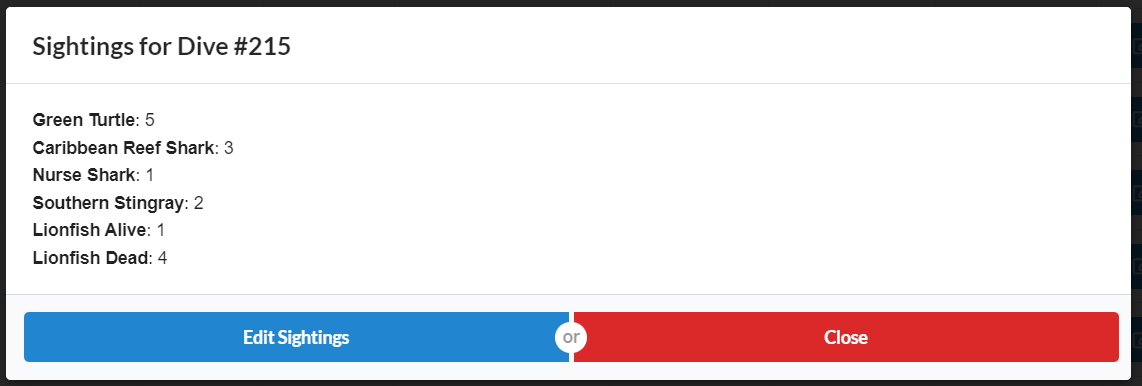 Sightings for Dive #215
Green Turtle: 5
Caribbean Reef Shark: 3
Nurse Shark: 1
Southern Stingray: 2
Lionfish Alive: 1
Lionfish Dead: 4
Edit Sightings or Close